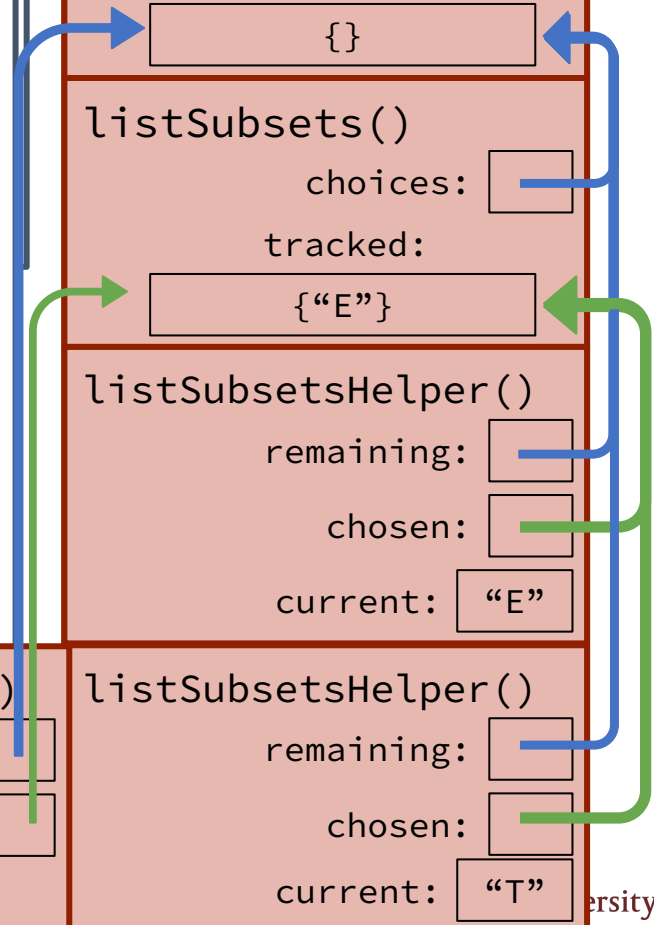 {}
listSubsets()
choices:
tracked:
{“E”}
listSubsetsHelper()
remaining:
chosen:
current: “E”
) listSubsetsHelper()
remaining:
chosen:
current: “T”
ersity